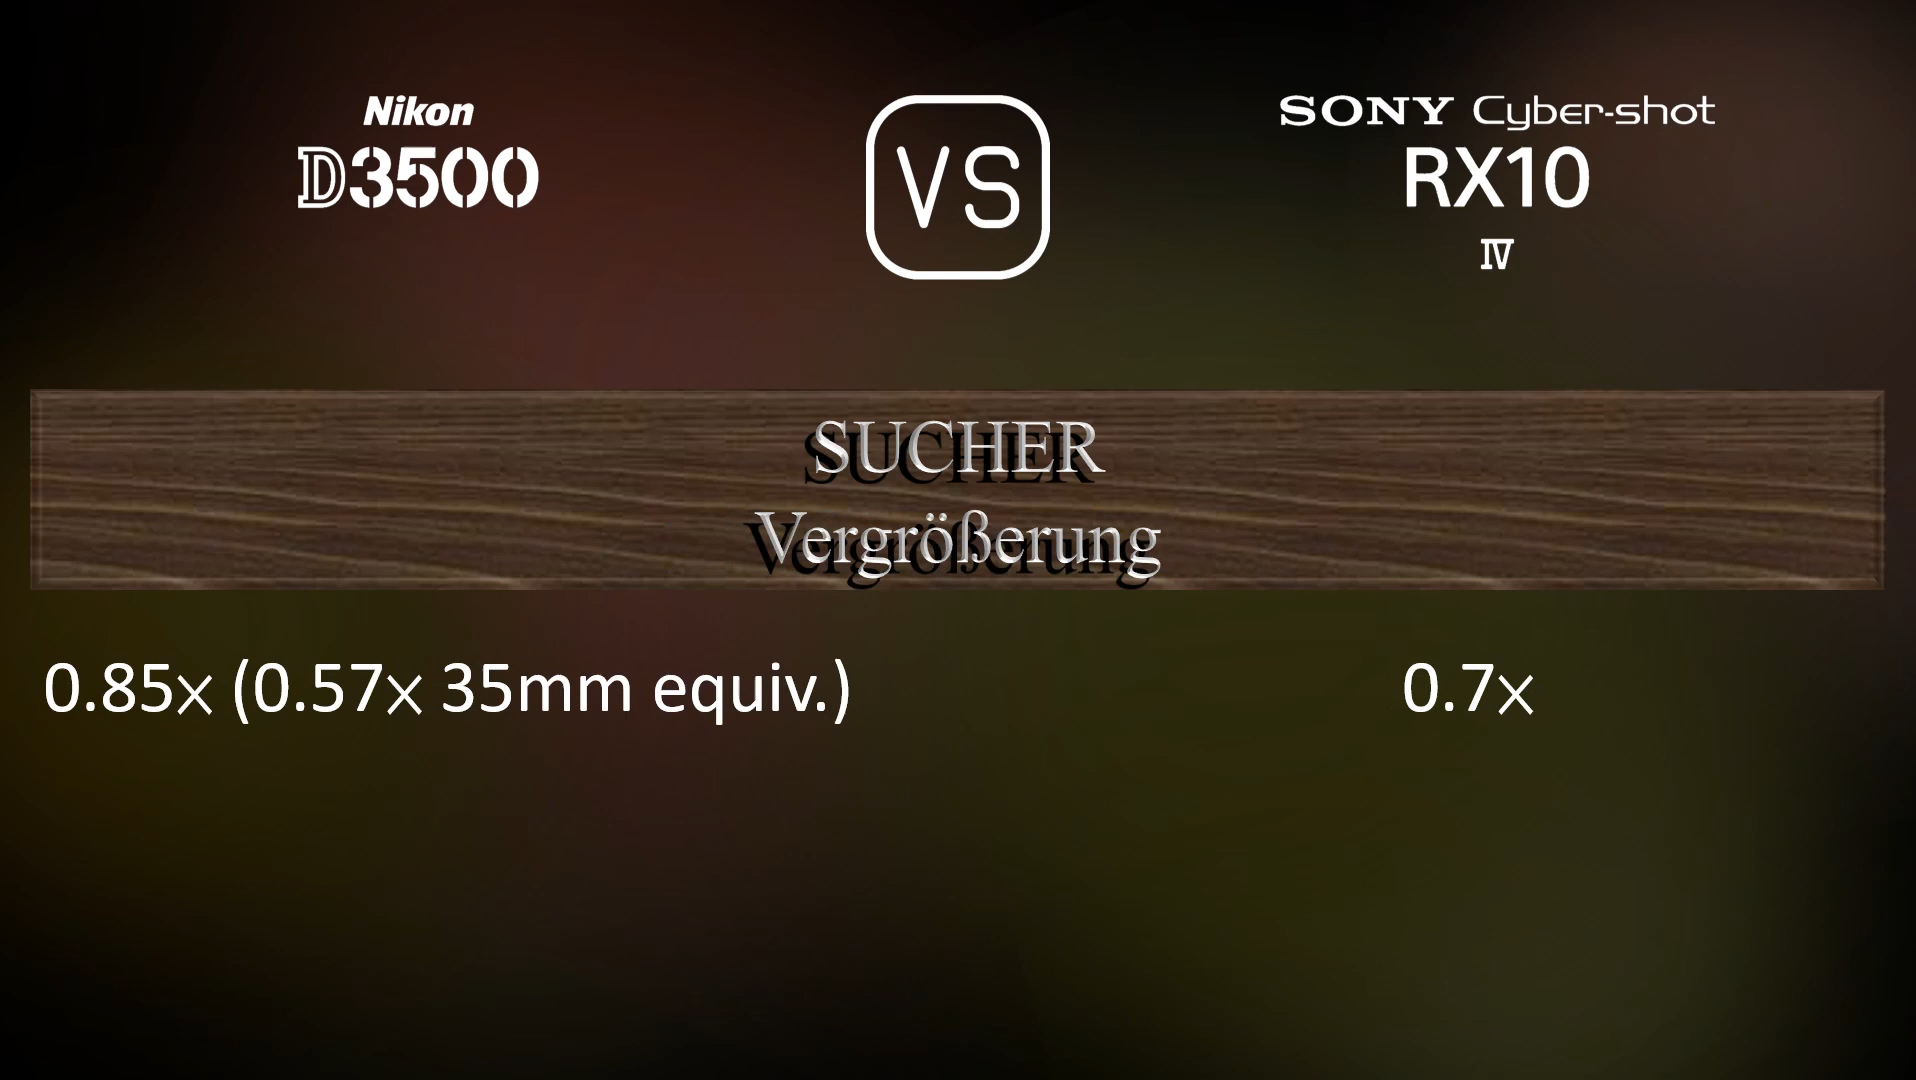 Nikon
D3500
VS
SONY Cyber-shot
RX10
IV
SUCHER
Vergrößerung
0.85x (0.57x 35mm equiv.)
0.7x